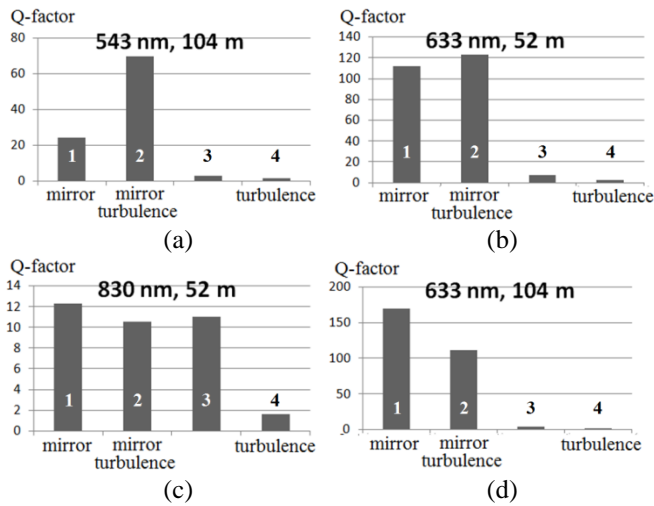 Q-factor
543 nm, 104 m
80
60
40
20
0
1
2
3
4
mirror
mirror
turbulence
turbulence
(a)
Q-factor
633 nm, 52 m
140
120
100
80
60
40
20
0
1
2
3
4
mirror
mirror
turbulence
turbulence
(b)
Q-factor
830 nm, 52 m
14
12
10
8
6
4
2
0
1
2
3
4
mirror
mirror
turbulence
turbulence
(c)
Q-factor
633 nm, 104 m
200
150
100
50
0
1
2
3
4
mirror
mirror
turbulence
turbulence
(d)